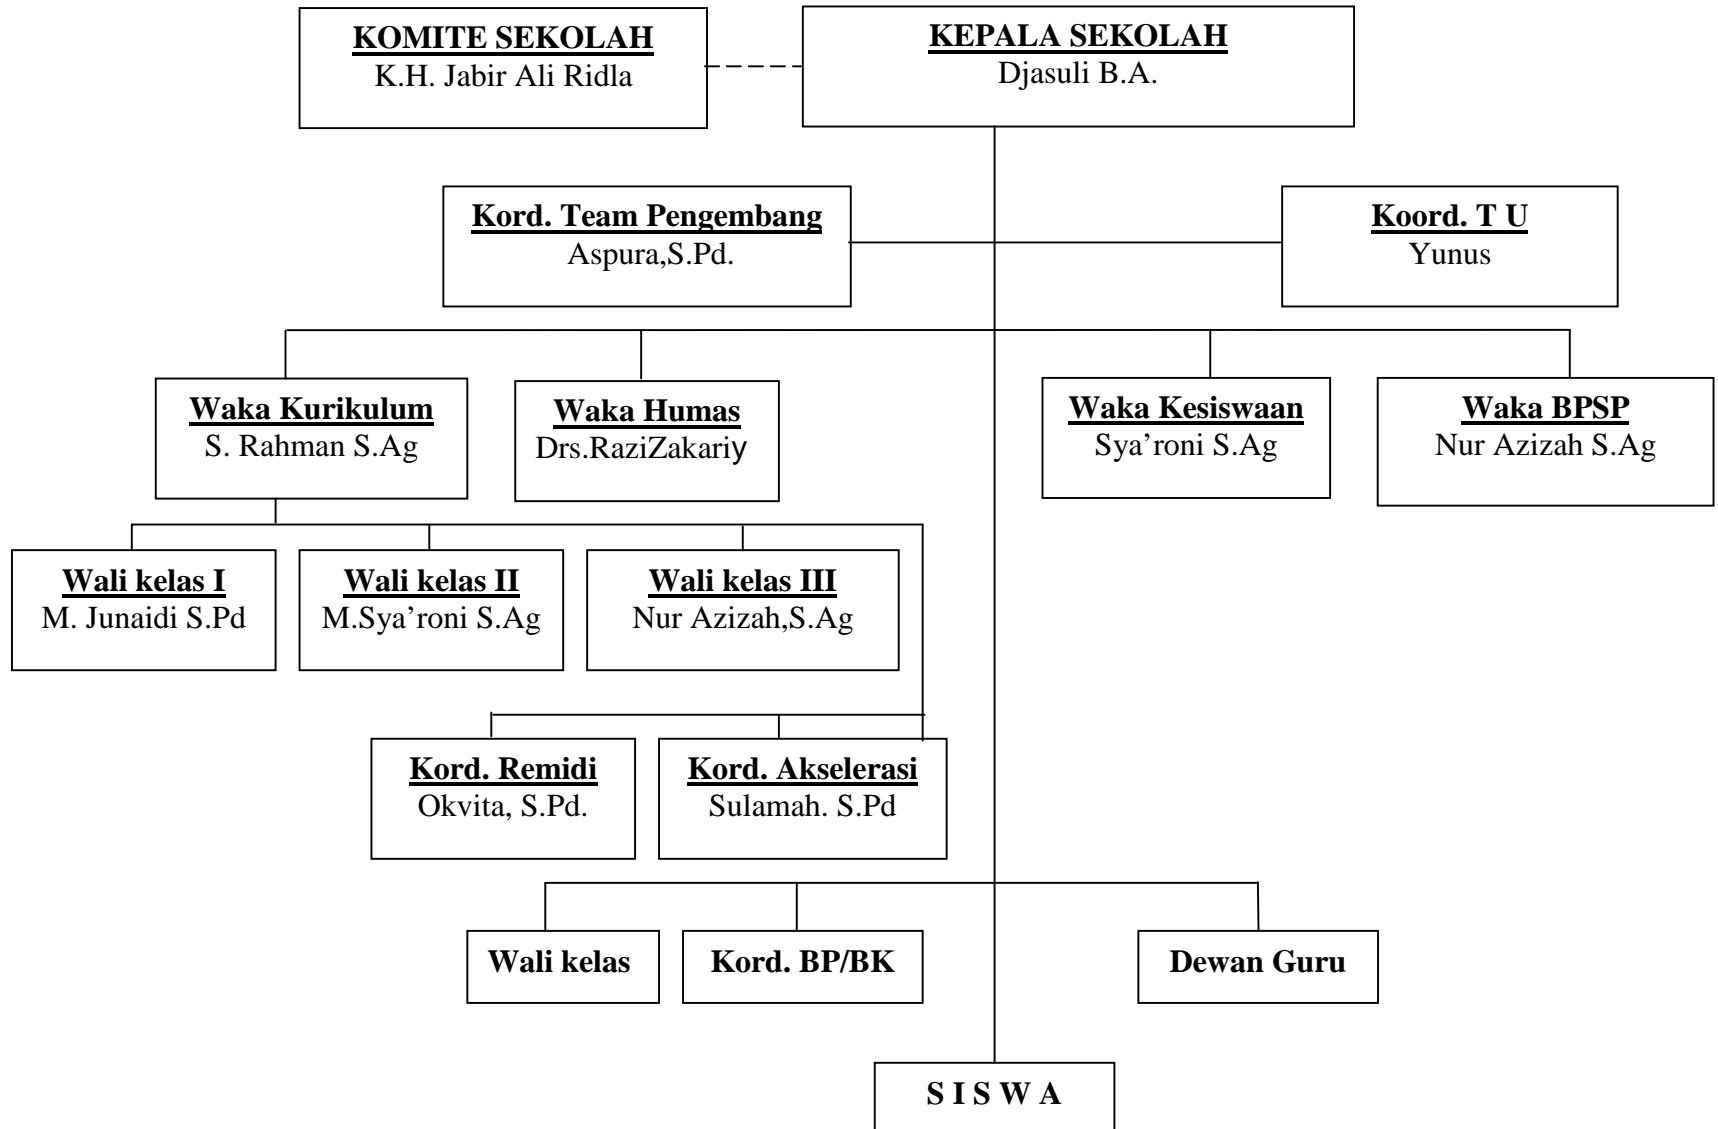 KOMITE SEKOLAH
K.H. Jabir Ali Ridla
KEPALA SEKOLAH
Djasuli B.A.
Kord. Team Pengembang
Aspura,S.Pd.
Koord. T U
Yunus
Waka Kurikulum
S. Rahman S.Ag
Waka Humas
Drs.RaziZakariy
Waka Kesiswaan
Sya’roni S.Ag
Waka BPSP
Nur Azizah S.Ag
Wali kelas I
M. Junaidi S.Pd
Wali kelas II
M.Sya’roni S.Ag
Wali kelas III
Nur Azizah,S.Ag
Kord. Remidi
Okvita, S.Pd.
Kord. Akselerasi
Sulamah. S.Pd
Wali kelas
Kord. BP/BK
Dewan Guru
S I S W A